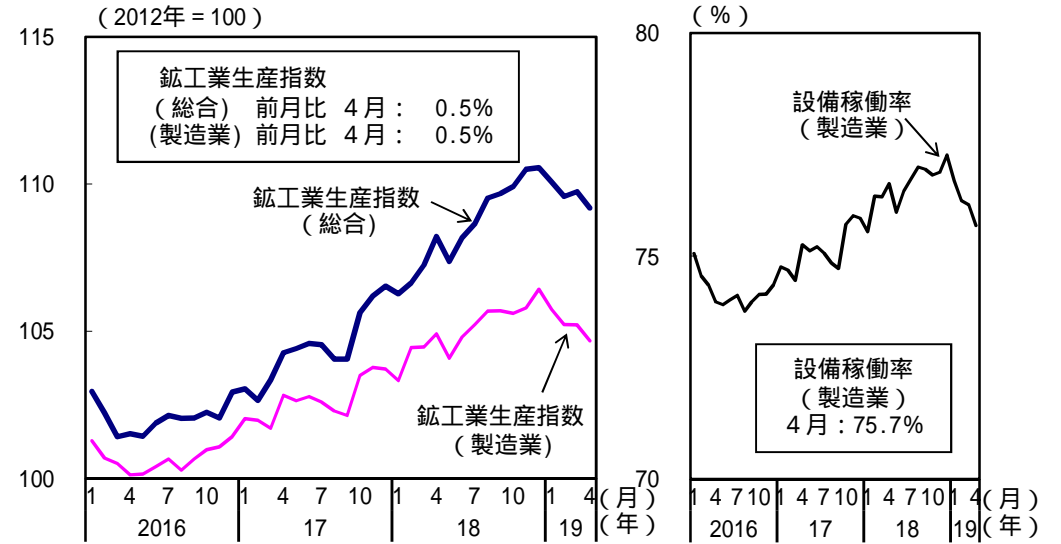 （2012年＝100）
115
110
105
100
鉱工業生産指数
（総合） 前月比 ４月： 0.5%
（製造業） 前月比 ４月： 0.5%
鉱工業生産指数
（総合）
鉱工業生産指数
（製造業）
1 4 7 10 1 4 7 10 1 4 7 10 1 4（月）
2016 17 18 19（年）
（％）
80
75
70
設備稼働率
（製造業）
設備稼働率
（製造業）
４月：75.7%
1 4 7 10 1 4 7 10 1 4 7 10 1 4（月）
2016 17 18 19（年）